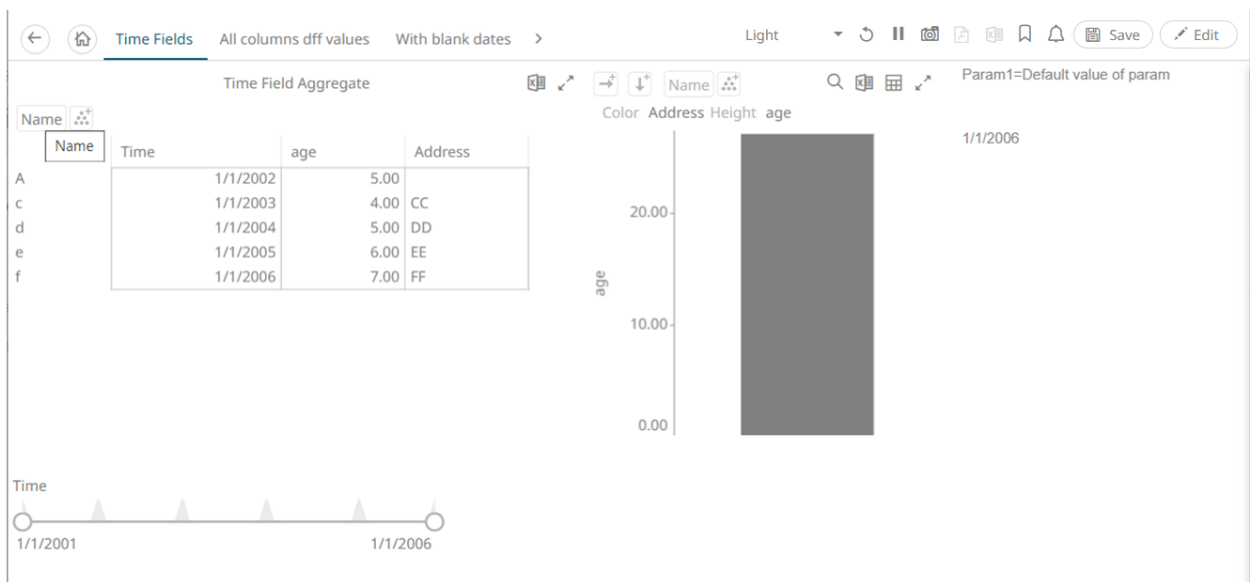 Time Fields All columns dff values With blank dates Light Save Edit
Time Field Aggregate
Name
Name
Time age Address
A 1/1/2002 5.00
c 1/1/2003 4.00 CC
d 1/1/2004 5.00 DD
e 1/1/2005 6.00 EE
f 1/1/2006 7.00 FF
Time
1/1/2001 1/1/2006
Name
Color Address Height age
20.00
10.00
0.00
age
Param1=Default value of param
1/1/2006